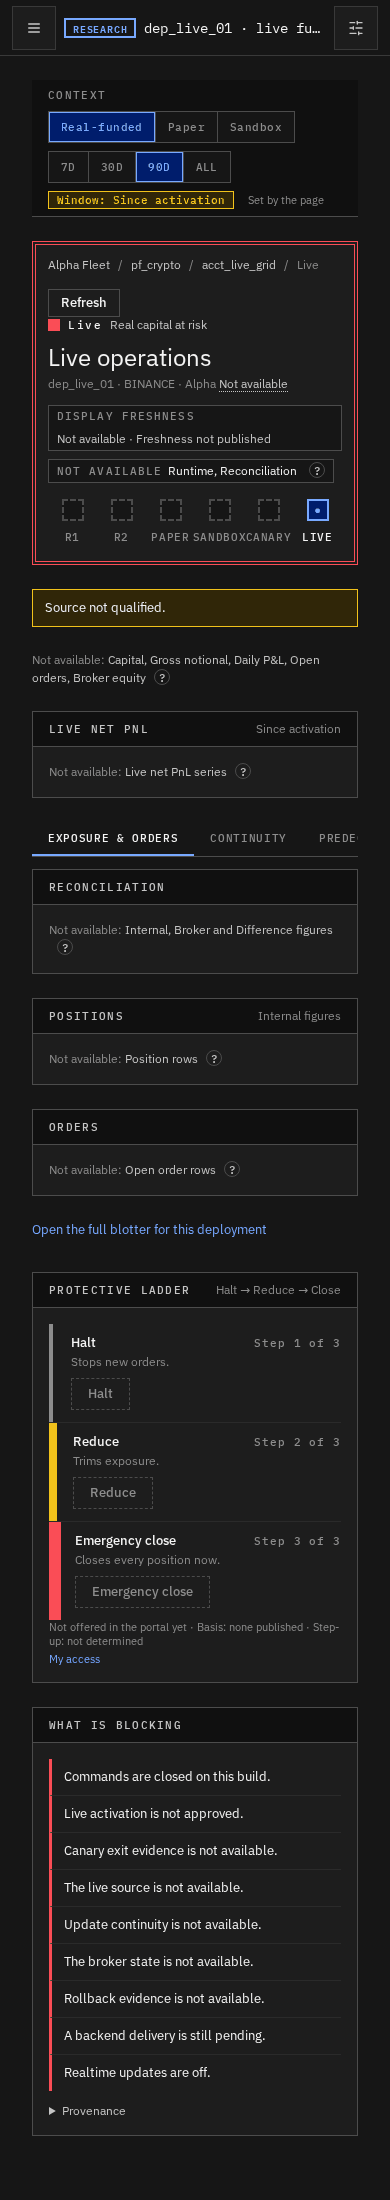 RESEARCH dep_live_01 · live fu…
CONTEXT
Real-funded Paper Sandbox
7D 30D 90D ALL
Window: Since activation Set by the page
Alpha Fleet / pf_crypto / acct_live_grid / Live
Refresh
Live Real capital at risk
Live operations
dep_live_01 · BINANCE · Alpha Not available
DISPLAY FRESHNESS
Not available · Freshness not published
NOT AVAILABLE Runtime, Reconciliation ?
R1 R2 PAPER SANDBOX CANARY LIVE
Source not qualified.
Not available: Capital, Gross notional, Daily P&L, Open
orders, Broker equity ?
LIVE NET PNL Since activation
Not available: Live net PnL series ?
EXPOSURE & ORDERS CONTINUITY
RECONCILIATION
Not available: Internal, Broker and Difference figures
?
POSITIONS Internal figures
Not available: Position rows ?
ORDERS
Not available: Open order rows ?
Open the full blotter for this deployment
PROTECTIVE LADDER Halt → Reduce → Close
Halt Step 1 of 3
Stops new orders.
Halt
Reduce Step 2 of 3
Trims exposure.
Reduce
Emergency close Step 3 of 3
Closes every position now.
Emergency close
Not offered in the portal yet · Basis: none published · Step-
up: not determined
My access
WHAT IS BLOCKING
Commands are closed on this build.
Live activation is not approved.
Canary exit evidence is not available.
The live source is not available.
Update continuity is not available.
The broker state is not available.
Rollback evidence is not available.
A backend delivery is still pending.
Realtime updates are off.
Provenance